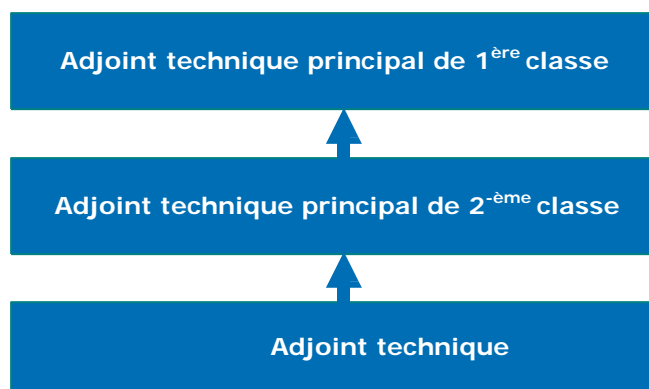 Adjoint technique principal de 1ère classe
Adjoint technique principal de 2-ème classe
Adjoint technique